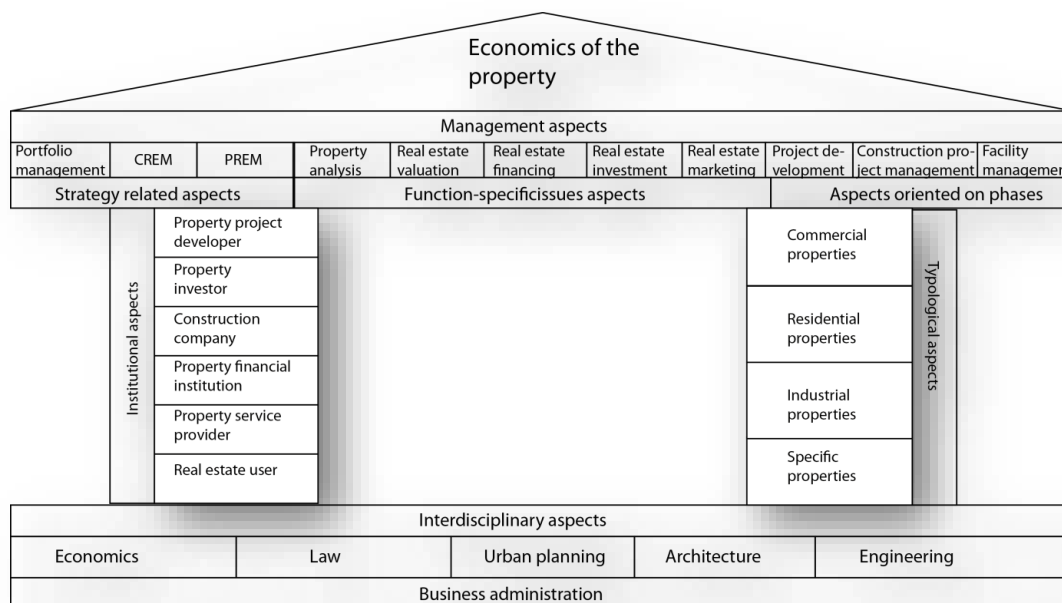 Economics of the
property
Management aspects
Portfolio
management
CREM
PREM
Property
analysis
Real estate
valuation
Real estate
financing
Real estate
investment
Real estate
marketing
Project de-
velopment
Construction pro-
ject management
Facility
management
Strategy related aspects
Function-specificissues aspects
Aspects oriented on phases
Institutional aspects
Property project
developer
Property
investor
Construction
company
Property financial
institution
Property service
provider
Real estate user
Commercial
properties
Residential
properties
Industrial
properties
Specific
properties
Typological aspects
Interdisciplinary aspects
Economics
Law
Urban planning
Architecture
Engineering
Business administration